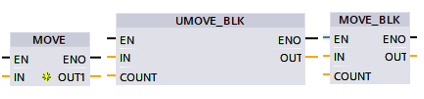 MOVE
EN ENO
IN OUT1
UMOVE_BLK
EN ENO
IN OUT
COUNT
MOVE_BLK
EN ENO
IN OUT
COUNT